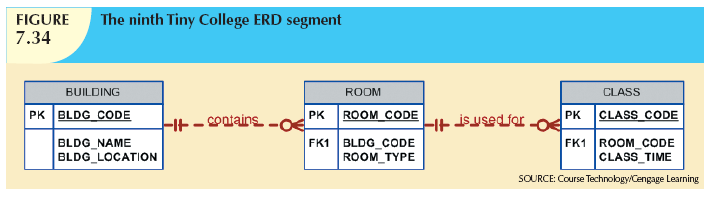 FIGURE 7.34
The ninth Tiny College ERD segment
BUILDING
PK BLDG_CODE
BLDG_NAME
BLDG_LOCATION
contains
ROOM
PK ROOM_CODE
FK1 BLDG_CODE
ROOM_TYPE
is used for
CLASS
PK CLASS_CODE
FK1 ROOM_CODE
CLASS_TIME
SOURCE: Course Technology/Cengage Learning